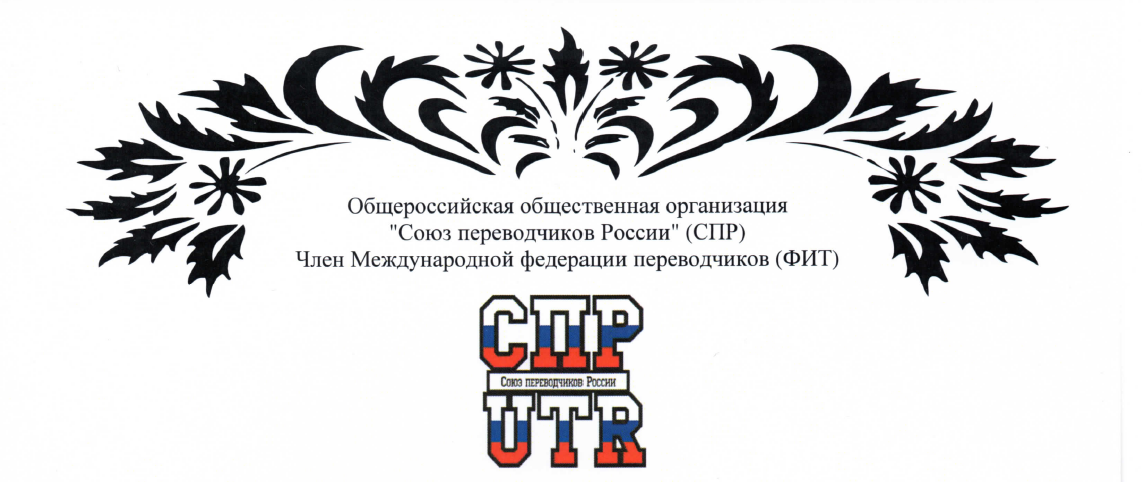 Общероссийская общественная организация
"Союз переводчиков России" (СПР)
Член Международной федерации переводчиков (ФИТ)
СПР
Союз переводчиков России
UTR